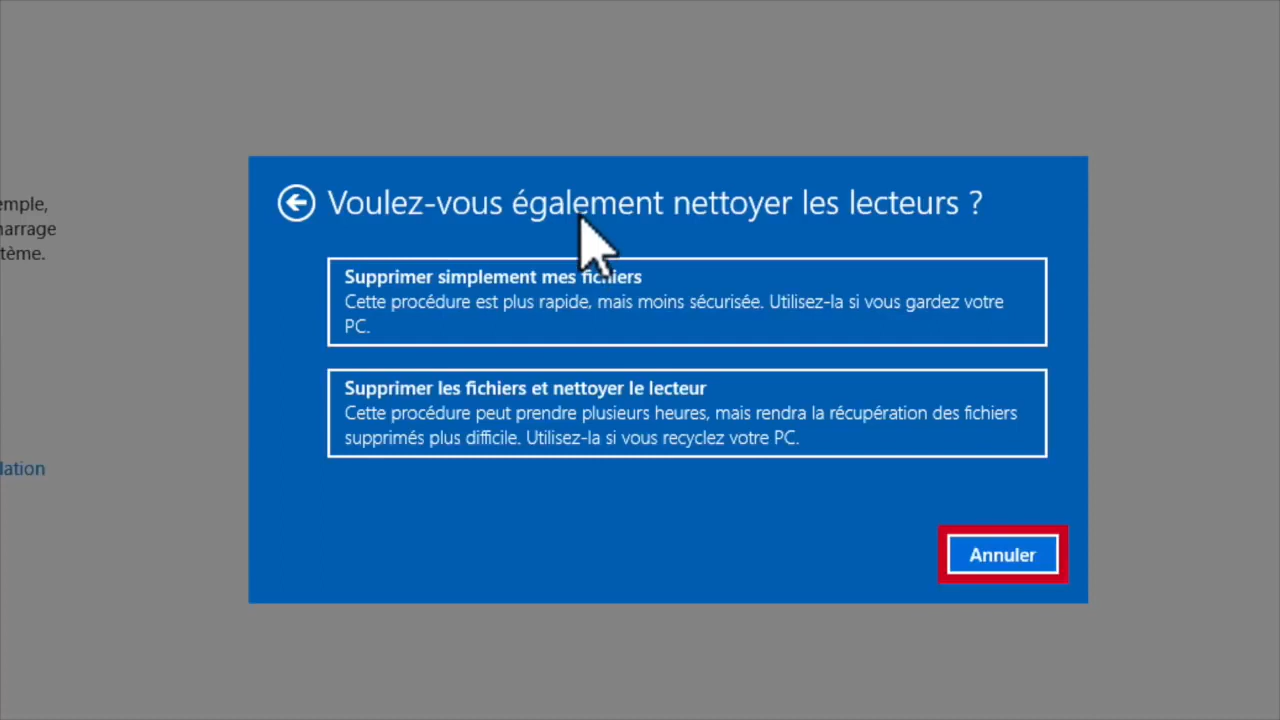 emple,
tème.
lation
Voulez-vous également nettoyer les lecteurs ?
Supprimer simplement mes fichiers
Cette procédure est plus rapide, mais moins sécurisée. Utilisez-la si vous gardez votre
PC.
Supprimer les fichiers et nettoyer le lecteur
Cette procédure peut prendre plusieurs heures, mais rendra la récupération des fichiers
supprimés plus difficile. Utilisez-la si vous recyclez votre PC.
Annuler